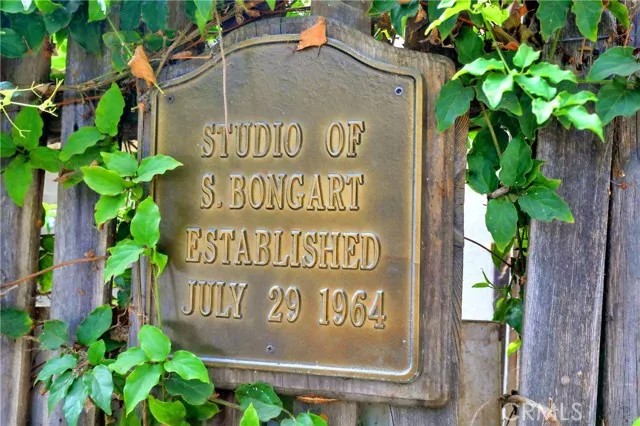 STUDIO OF
S. BONGART
ESTABLISHED
JULY 29 1964
CRMLS